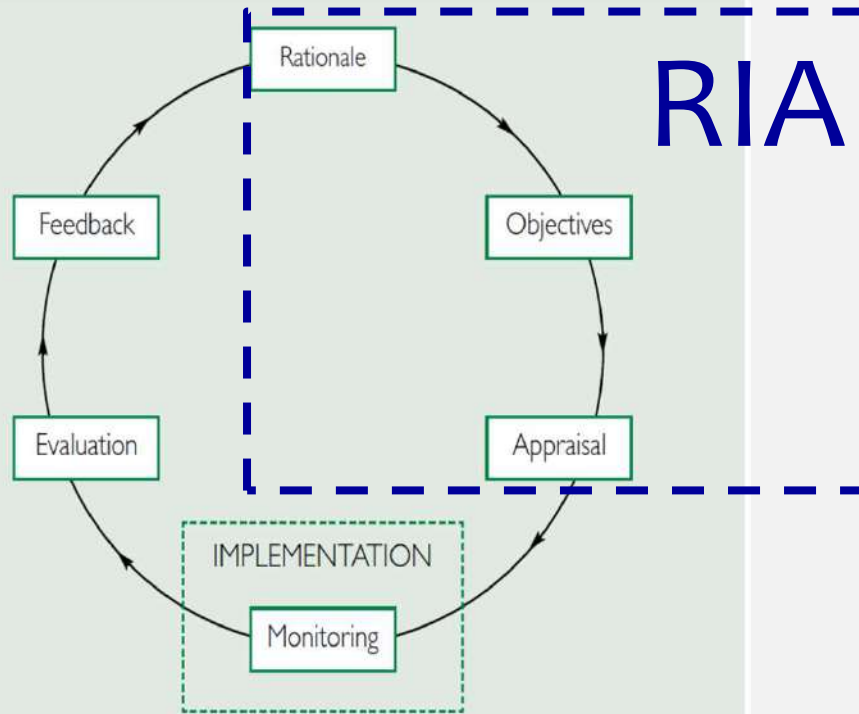 Rationale
RIA
Feedback
Objectives
Evaluation
Appraisal
IMPLEMENTATION
Monitoring